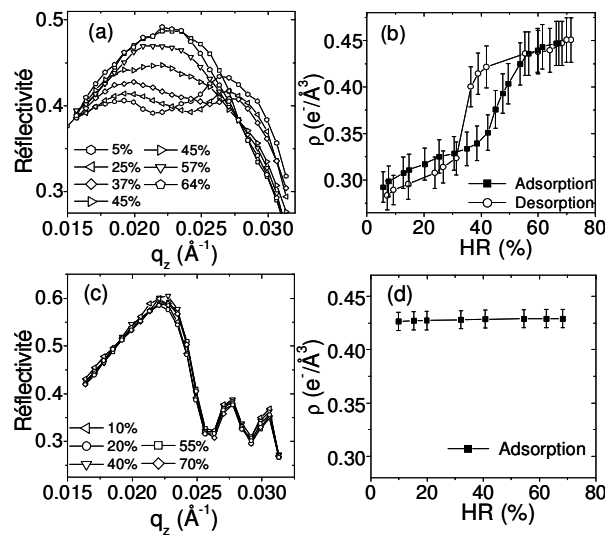 (a)
Réflectivité
0.5
0.4
0.3
5%
25%
37%
45%
45%
57%
64%
0.015 0.020 0.025 0.030
q_z (Å⁻¹)
(b)
ρ (e⁻/Å³)
0.45
0.40
0.35
0.30
Adsorption
Desorption
0 20 40 60 80
HR (%)
(c)
Réflectivité
0.6
0.5
0.4
0.3
10%
20%
40%
55%
70%
0.015 0.020 0.025 0.030
q_z (Å⁻¹)
(d)
ρ (e⁻/Å³)
0.45
0.40
0.35
0.30
Adsorption
0 20 40 60 80
HR (%)